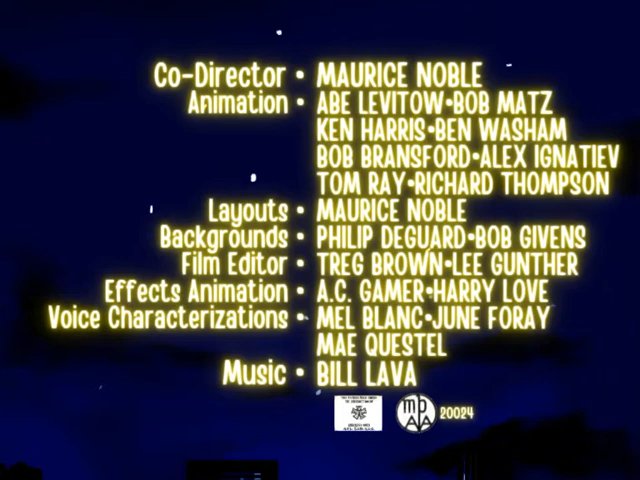 Co-Director • MAURICE NOBLE
Animation • ABE LEVITOW•BOB MATZ
KEN HARRIS•BEN WASHAM
BOB BRANSFORD•ALEX IGNATIEV
TOM RAY•RICHARD THOMPSON
Layouts • MAURICE NOBLE
Backgrounds • PHILIP DEGUARD•BOB GIVENS
Film Editor • TREG BROWN•LEE GUNTHER
Effects Animation • A.C. GAMER•HARRY LOVE
Voice Characterizations • MEL BLANC•JUNE FORAY
MAE QUESTEL
Music • BILL LAVA
MPAA 20024